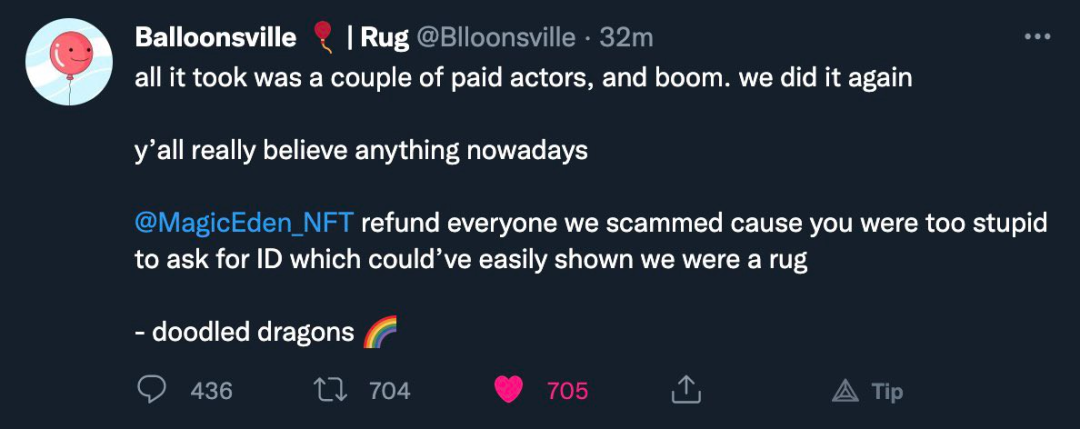 Balloonsville 🎈 | Rug @Blloonsville · 32m
all it took was a couple of paid actors, and boom. we did it again
y'all really believe anything nowadays
@MagicEden_NFT refund everyone we scammed cause you were too stupid
to ask for ID which could've easily shown we were a rug
- doodled dragons 🌈
436 704 705 Tip